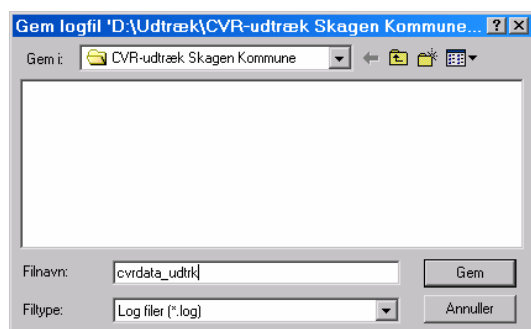 Gem logfil 'D:\Udtræk\CVR-udtræk Skagen Kommune...
Gem i: CVR-udtræk Skagen Kommune
Filnavn: cvrdata_udtrk Gem
Filtype: Log filer (*.log) Annuller